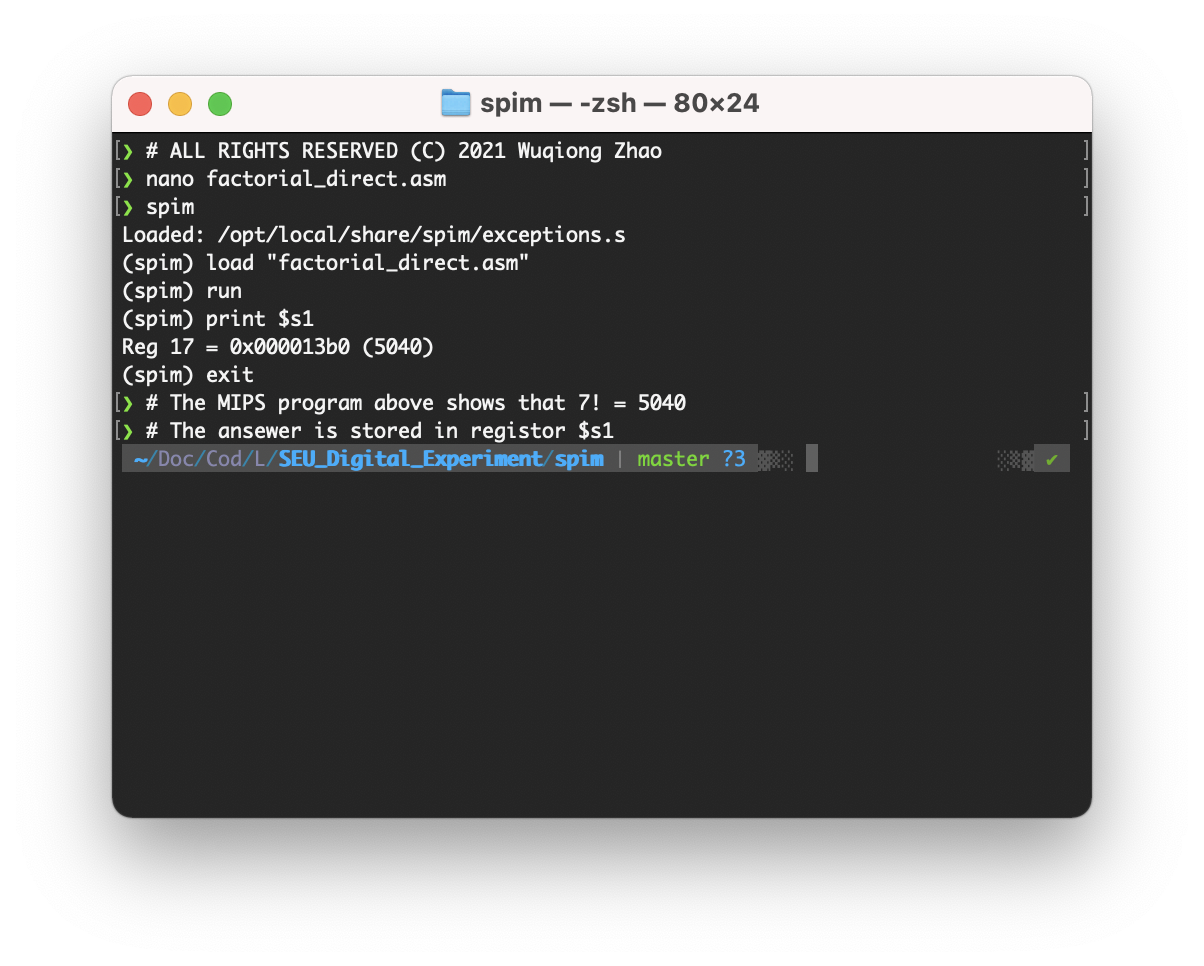 spim — -zsh — 80×24
[❯ # ALL RIGHTS RESERVED (C) 2021 Wuqiong Zhao ]
[❯ nano factorial_direct.asm ]
[❯ spim ]
Loaded: /opt/local/share/spim/exceptions.s
(spim) load "factorial_direct.asm"
(spim) run
(spim) print $s1
Reg 17 = 0x000013b0 (5040)
(spim) exit
[❯ # The MIPS program above shows that 7! = 5040 ]
[❯ # The ansewer is stored in registor $s1 ]
~/Doc/Cod/L/SEU_Digital_Experiment/spim | master ?3 ✔